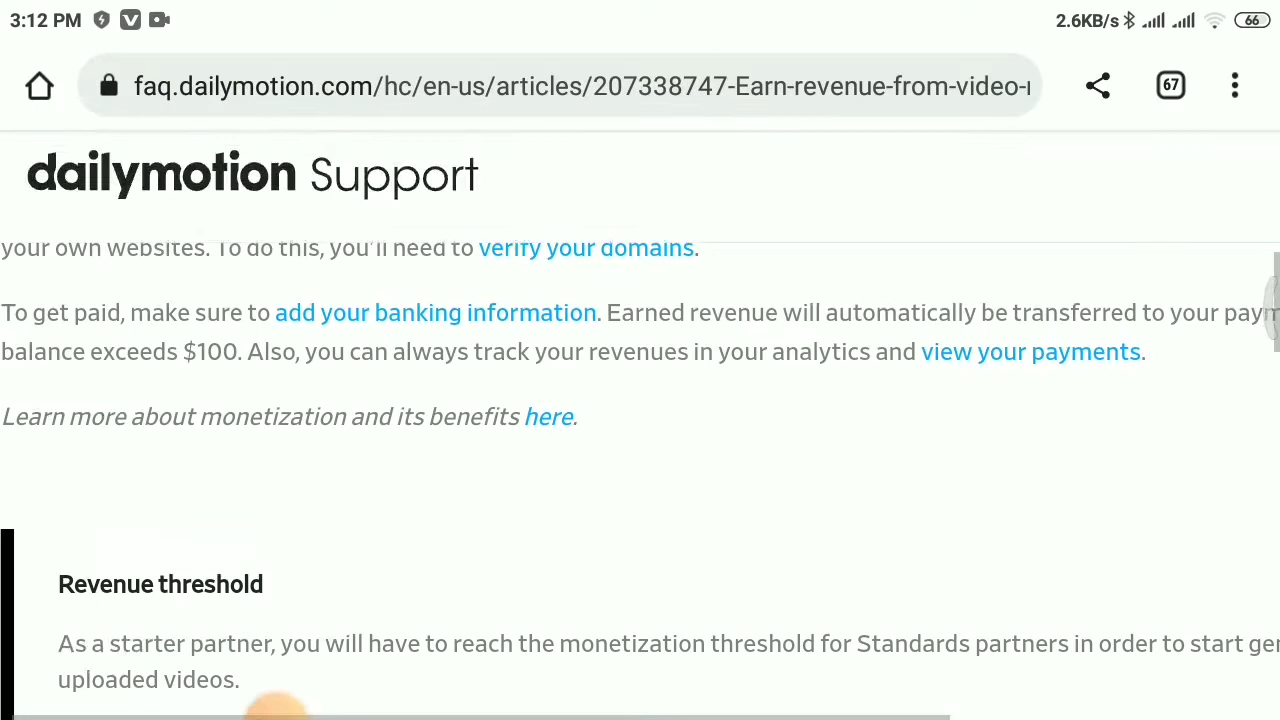 3:12 PM
2.6KB/s
66
faq.dailymotion.com/hc/en-us/articles/207338747-Earn-revenue-from-video-
67
dailymotion Support
your own websites. To do this, you'll need to verify your domains.
To get paid, make sure to add your banking information. Earned revenue will automatically be transferred to your
balance exceeds $100. Also, you can always track your revenues in your analytics and view your payments.
Learn more about monetization and its benefits here.
Revenue threshold
As a starter partner, you will have to reach the monetization threshold for Standards partners in order to start
uploaded videos.